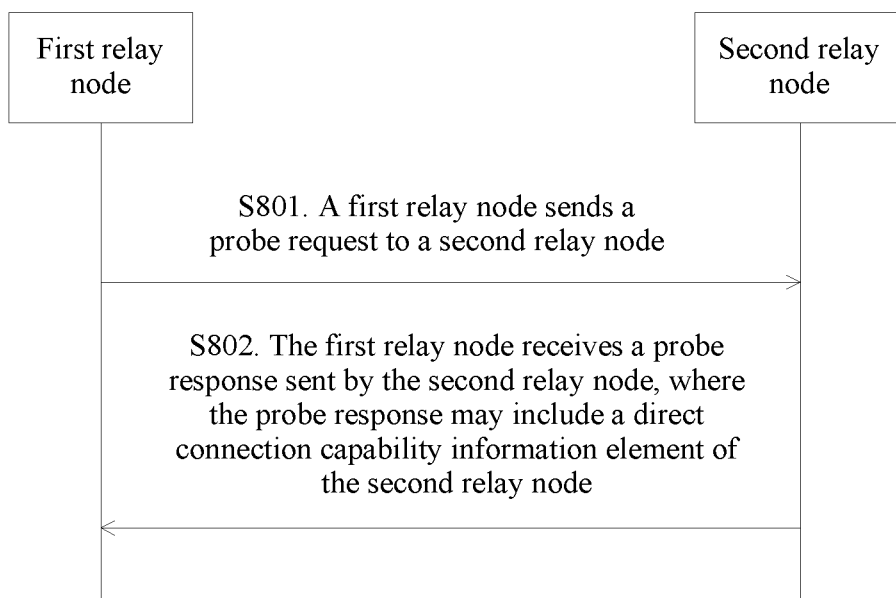 First relay
node
Second relay
node
S801. A first relay node sends a
probe request to a second relay node
S802. The first relay node receives a probe
response sent by the second relay node, where
the probe response may include a direct
connection capability information element of
the second relay node